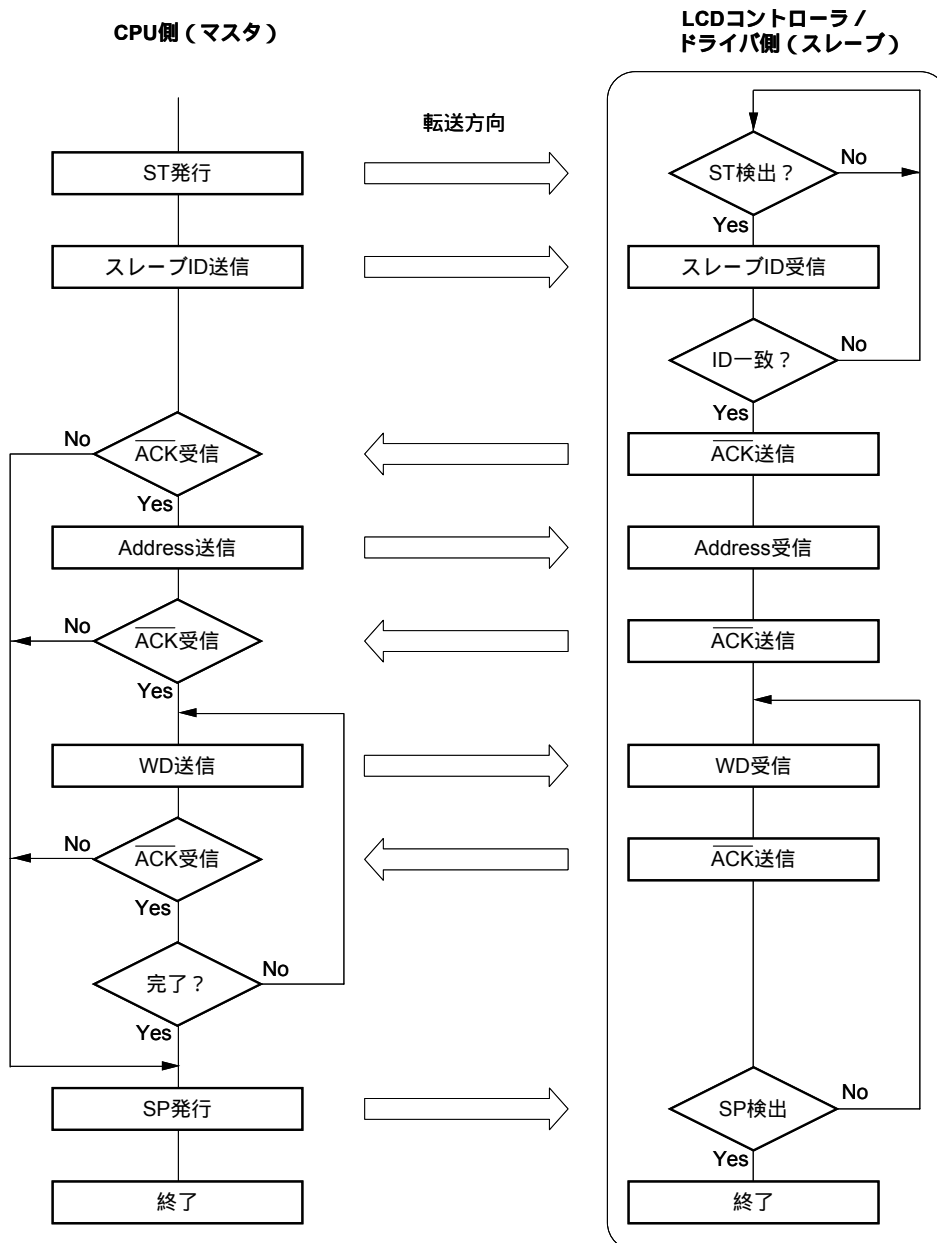 CPU側（マスタ）
LCDコントローラ /
ドライバ側（スレーブ）
転送方向
ST発行
ST検出？
No
Yes
スレーブID送信
スレーブID受信
ID一致？
No
Yes
No
ACK受信
ACK送信
Yes
Address送信
Address受信
No
ACK受信
ACK送信
Yes
WD送信
WD受信
No
ACK受信
ACK送信
Yes
完了？
No
Yes
SP発行
SP検出
No
Yes
終了
終了